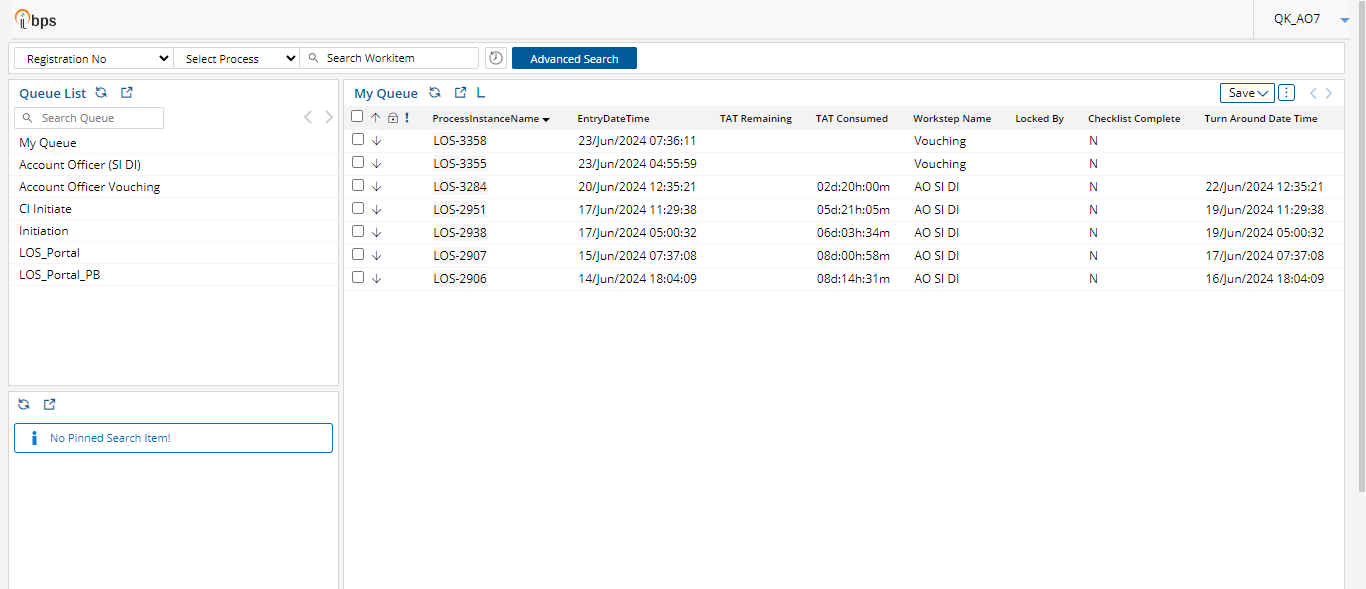 ibps
QK_AO7
Registration No Select Process Search Workitem Advanced Search
Queue List
Search Queue
My Queue
Account Officer (SI DI)
Account Officer Vouching
CI Initiate
Initiation
LOS_Portal
LOS_Portal_PB
No Pinned Search Item!
My Queue L Save
! ProcessInstanceName EntryDateTime TAT Remaining TAT Consumed Workstep Name Locked By Checklist Complete Turn Around Date Time
LOS-3358 23/Jun/2024 07:36:11 Vouching N
LOS-3355 23/Jun/2024 04:55:59 Vouching N
LOS-3284 20/Jun/2024 12:35:21 02d:20h:00m AO SI DI N 22/Jun/2024 12:35:21
LOS-2951 17/Jun/2024 11:29:38 05d:21h:05m AO SI DI N 19/Jun/2024 11:29:38
LOS-2938 17/Jun/2024 05:00:32 06d:03h:34m AO SI DI N 19/Jun/2024 05:00:32
LOS-2907 15/Jun/2024 07:37:08 08d:00h:58m AO SI DI N 17/Jun/2024 07:37:08
LOS-2906 14/Jun/2024 18:04:09 08d:14h:31m AO SI DI N 16/Jun/2024 18:04:09